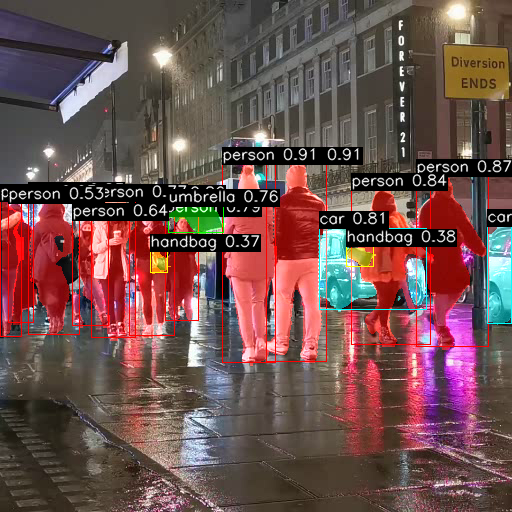 FOREVER 21
Diversion
ENDS
person 0.91 0.91
person 0.87
person 0.84
person 0.53
umbrella 0.76
person 0.64
car 0.81
car
handbag 0.37
handbag 0.38